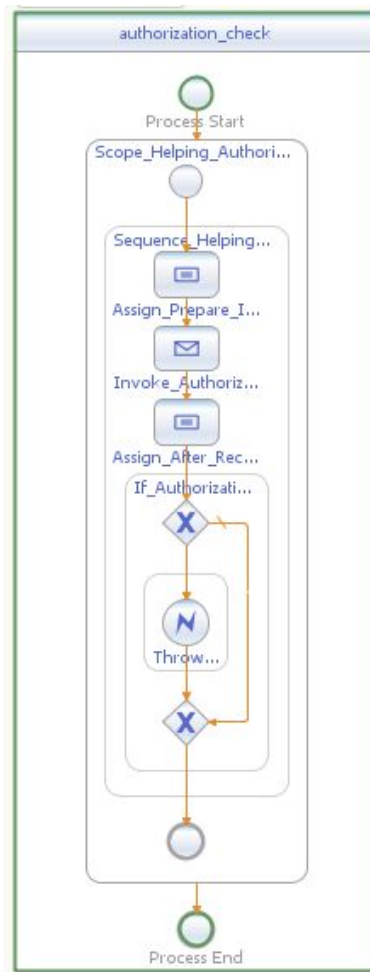 authorization_check
Process Start
Scope_Helping_Authori...
Sequence_Helping...
Assign_Prepare_I...
Invoke_Authoriz...
Assign_After_Rec...
If_Authorizati...
Throw...
Process End